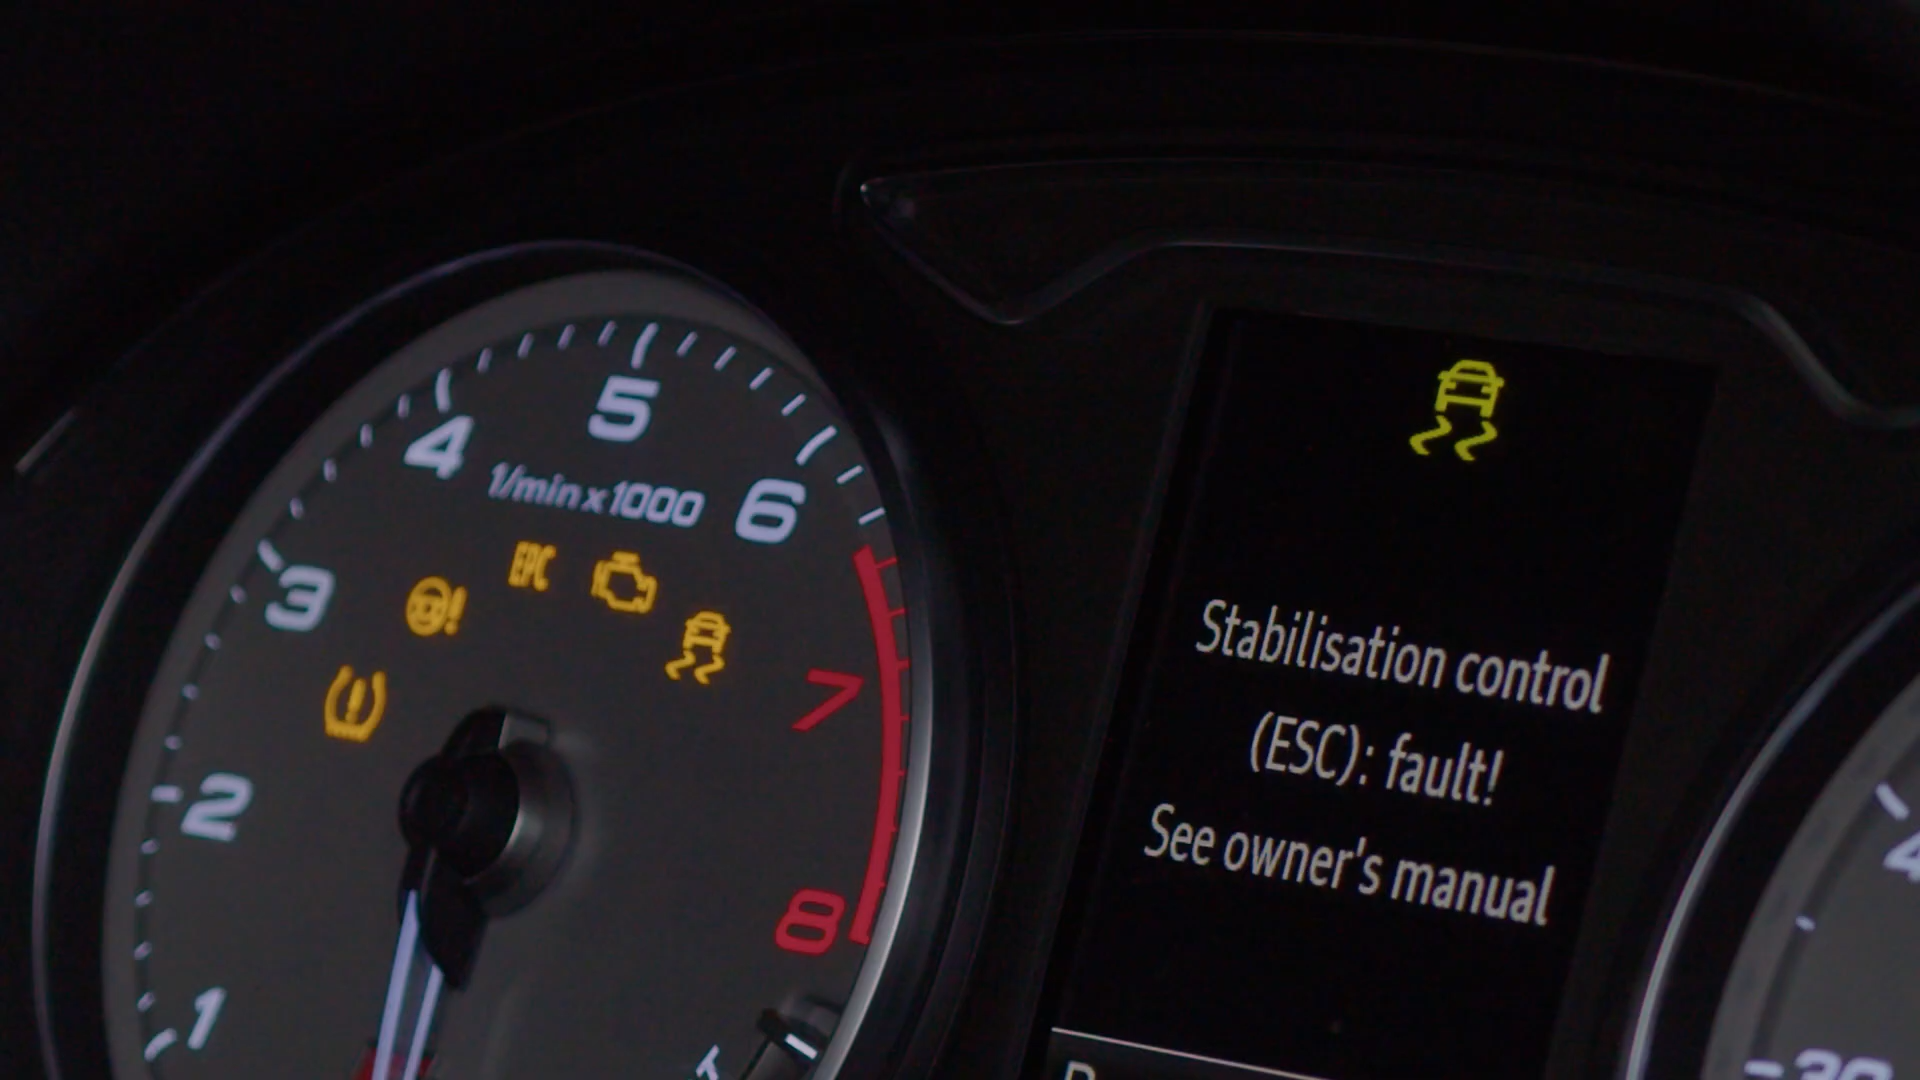 5
4
1/min x 1000
6
EPC
3
7
2
8
1
Stabilisation control
(ESC): fault!
See owner's manual
4